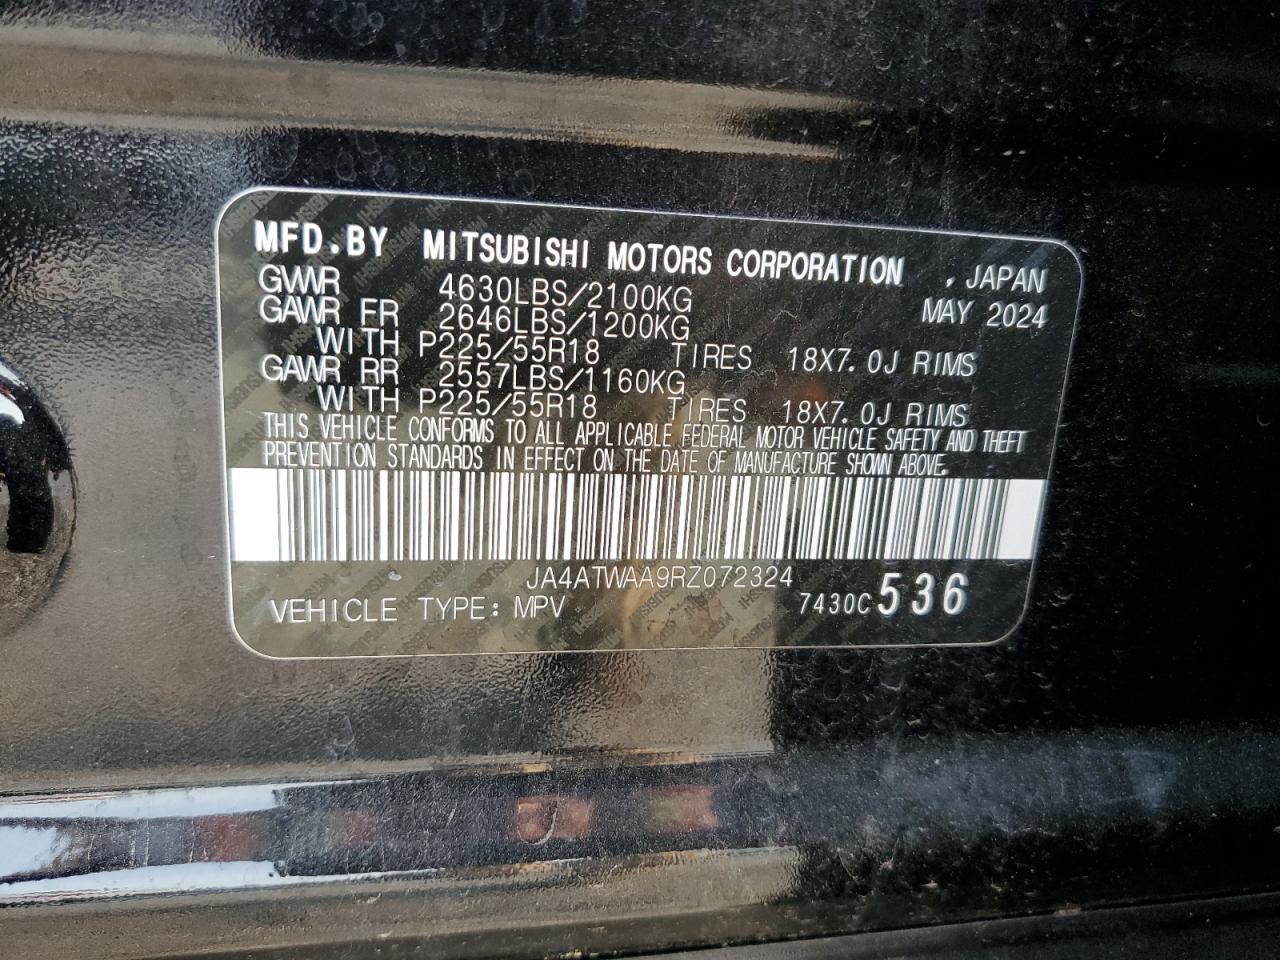 MFD.BY MITSUBISHI MOTORS CORPORATION , JAPAN
GVWR 4630LBS/2100KG MAY 2024
GAWR FR 2646LBS/1200KG
WITH P225/55R18 TIRES 18X7.0J RIMS
GAWR RR 2557LBS/1160KG
WITH P225/55R18 TIRES 18X7.0J RIMS
THIS VEHICLE CONFORMS TO ALL APPLICABLE FEDERAL MOTOR VEHICLE SAFETY AND THEFT
PREVENTION STANDARDS IN EFFECT ON THE DATE OF MANUFACTURE SHOWN ABOVE.
JA4ATWAA9RZ072324
VEHICLE TYPE: MPV 7430C 536